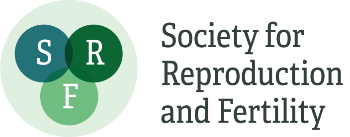 S R
F
Society for
Reproduction
and Fertility